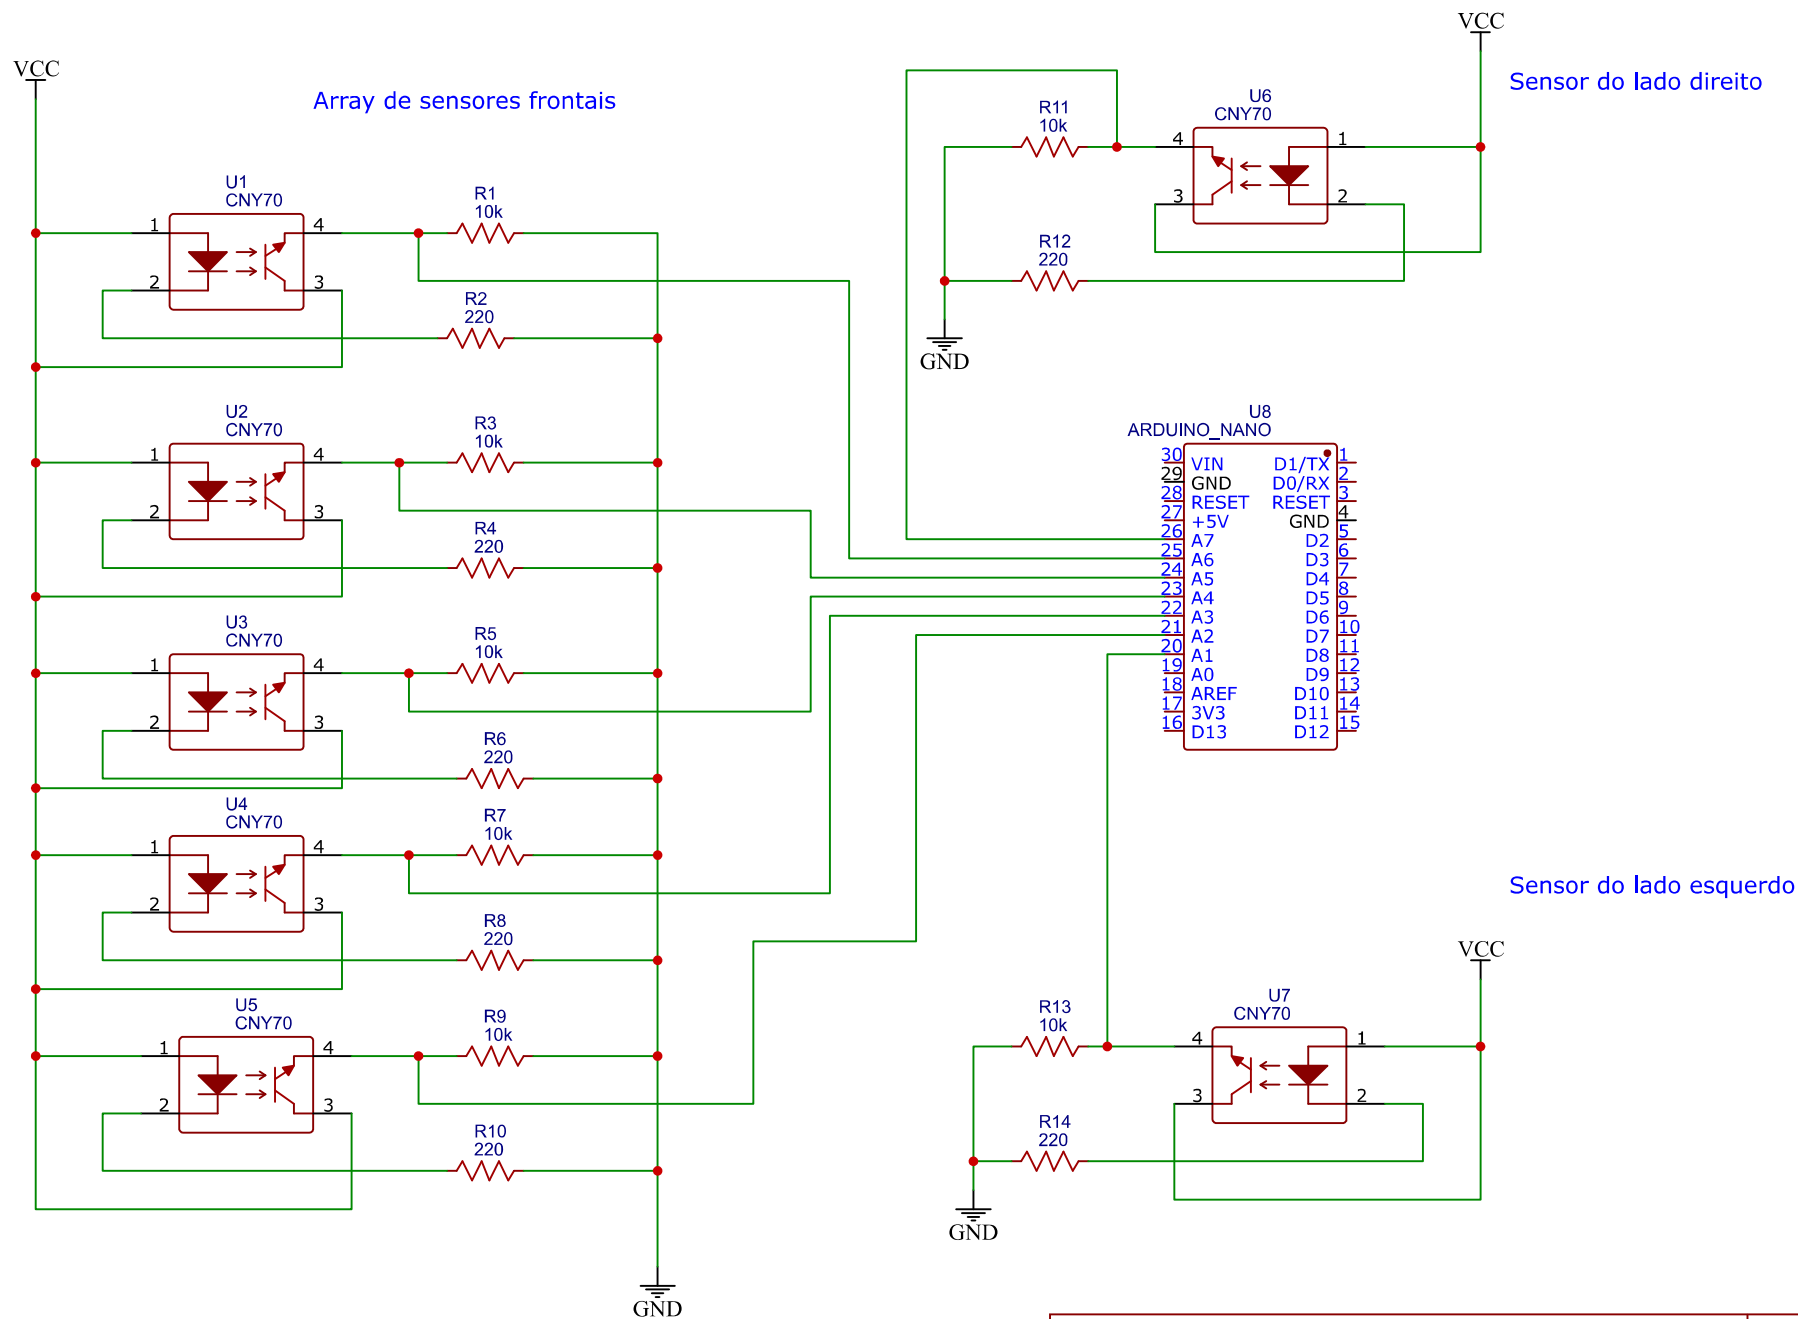 VCC
Array de sensores frontais
U1
CNY70
1
2
4
3
R1
10k
R2
220
U2
CNY70
1
2
4
3
R3
10k
R4
220
U3
CNY70
1
2
4
3
R5
10k
R6
220
U4
CNY70
1
2
4
3
R7
10k
R8
220
U5
CNY70
1
2
4
3
R9
10k
R10
220
GND
VCC
Sensor do lado direito
U6
CNY70
4
3
1
2
R11
10k
R12
220
GND
U8
ARDUINO_NANO
30 VIN D1/TX 1
29 GND D0/RX 2
28 RESET RESET 3
27 +5V GND 4
26 A7 D2 5
25 A6 D3 6
24 A5 D4 7
23 A4 D5 8
22 A3 D6 9
21 A2 D7 10
20 A1 D8 11
19 A0 D9 12
18 AREF D10 13
17 3V3 D11 14
16 D13 D12 15
Sensor do lado esquerdo
VCC
U7
CNY70
4
3
1
2
R13
10k
R14
220
GND